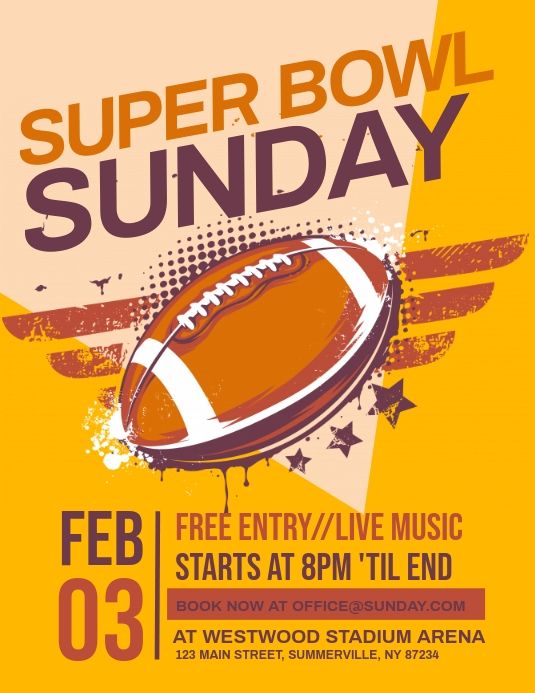 SUPER BOWL
SUNDAY
FEB
03
FREE ENTRY//LIVE MUSIC
STARTS AT 8PM 'TIL END
BOOK NOW AT OFFICE@SUNDAY.COM
AT WESTWOOD STADIUM ARENA
123 MAIN STREET, SUMMERVILLE, NY 87234